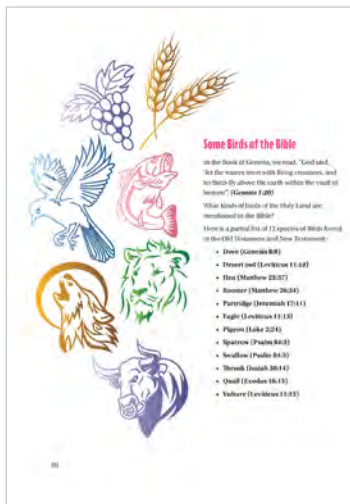 Some Birds of the Bible
In the Book of Genesis, we read, "God said,
'let the waters teem with living creatures, and
let birds fly above the earth within the vault of
heaven'". (Genesis 1:20)
What kinds of birds of the Holy Land are
mentioned in the Bible?
Here is a partial list of 12 species of Birds found
in the Old Testament and New Testament:
• Dove (Genesis 8:8)
• Desert owl (Leviticus 11:18)
• Hen (Matthew 23:37)
• Rooster (Matthew 26:34)
• Partridge (Jeremiah 17:11)
• Eagle (Leviticus 11:13)
• Pigeon (Luke 2:24)
• Sparrow (Psalm 84:3)
• Swallow (Psalm 84:3)
• Thrush (Isaiah 38:14)
• Quail (Exodus 16:13)
• Vulture (Leviticus 11:13)